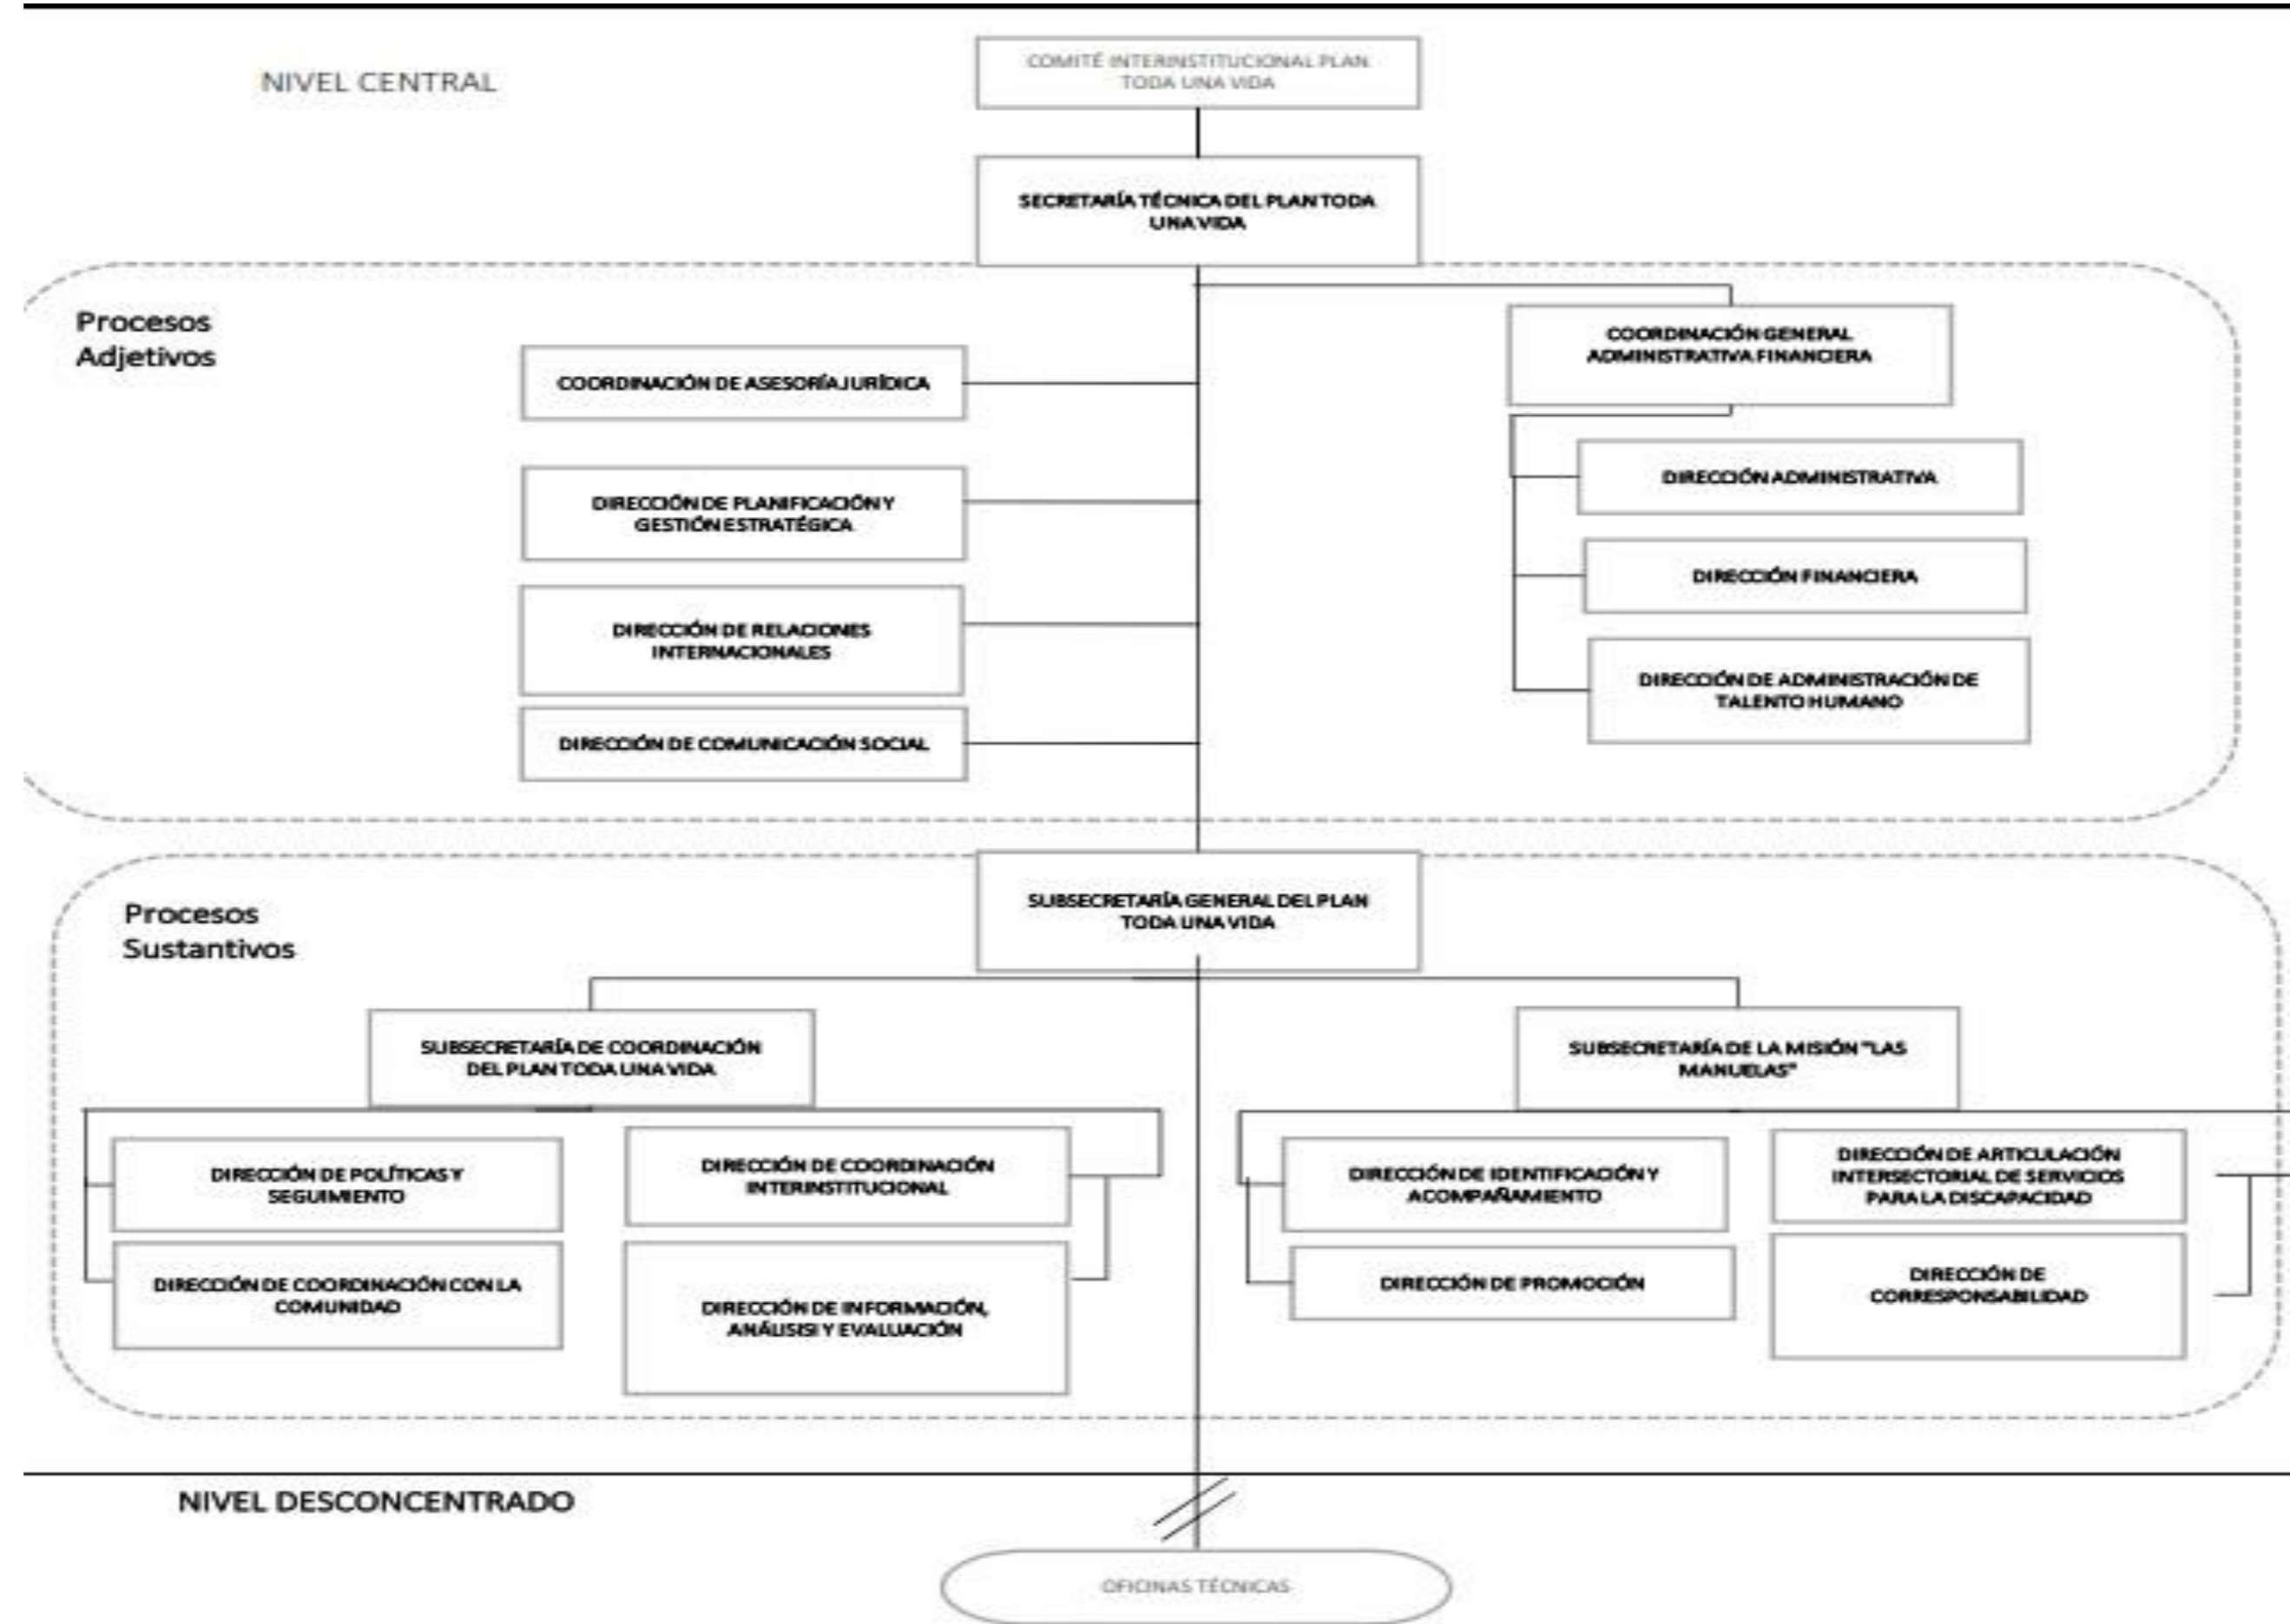 NIVEL CENTRAL
COMITÉ INTERINSTITUCIONAL PLAN
TODA UNA VIDA
SECRETARÍA TÉCNICA DEL PLAN TODA
UNA VIDA
Procesos
Adjetivos
COORDINACIÓN GENERAL
ADMINISTRATIVA FINANCIERA
COORDINACIÓN DE ASESORÍA JURÍDICA
DIRECCIÓN ADMINISTRATIVA
DIRECCIÓN DE PLANIFICACIÓN Y
GESTIÓN ESTRATÉGICA
DIRECCIÓN FINANCIERA
DIRECCIÓN DE RELACIONES
INTERNACIONALES
DIRECCIÓN DE ADMINISTRACIÓN DE
TALENTO HUMANO
DIRECCIÓN DE COMUNICACIÓN SOCIAL
SUBSECRETARÍA GENERAL DEL PLAN
TODA UNA VIDA
Procesos
Sustantivos
SUBSECRETARÍA DE COORDINACIÓN
DEL PLAN TODA UNA VIDA
SUBSECRETARÍA DE LA MISIÓN "LAS
MANUELAS"
DIRECCIÓN DE POLÍTICAS Y
SEGUIMIENTO
DIRECCIÓN DE COORDINACIÓN
INTERINSTITUCIONAL
DIRECCIÓN DE IDENTIFICACIÓN Y
ACOMPAÑAMIENTO
DIRECCIÓN DE ARTICULACIÓN
INTERSECTORIAL DE SERVICIOS
PARA LA DISCAPACIDAD
DIRECCIÓN DE COORDINACIÓN CON LA
COMUNIDAD
DIRECCIÓN DE INFORMACIÓN,
ANÁLISISI Y EVALUACIÓN
DIRECCIÓN DE PROMOCIÓN
DIRECCIÓN DE
CORRESPONSABILIDAD
NIVEL DESCONCENTRADO
OFICINAS TÉCNICAS